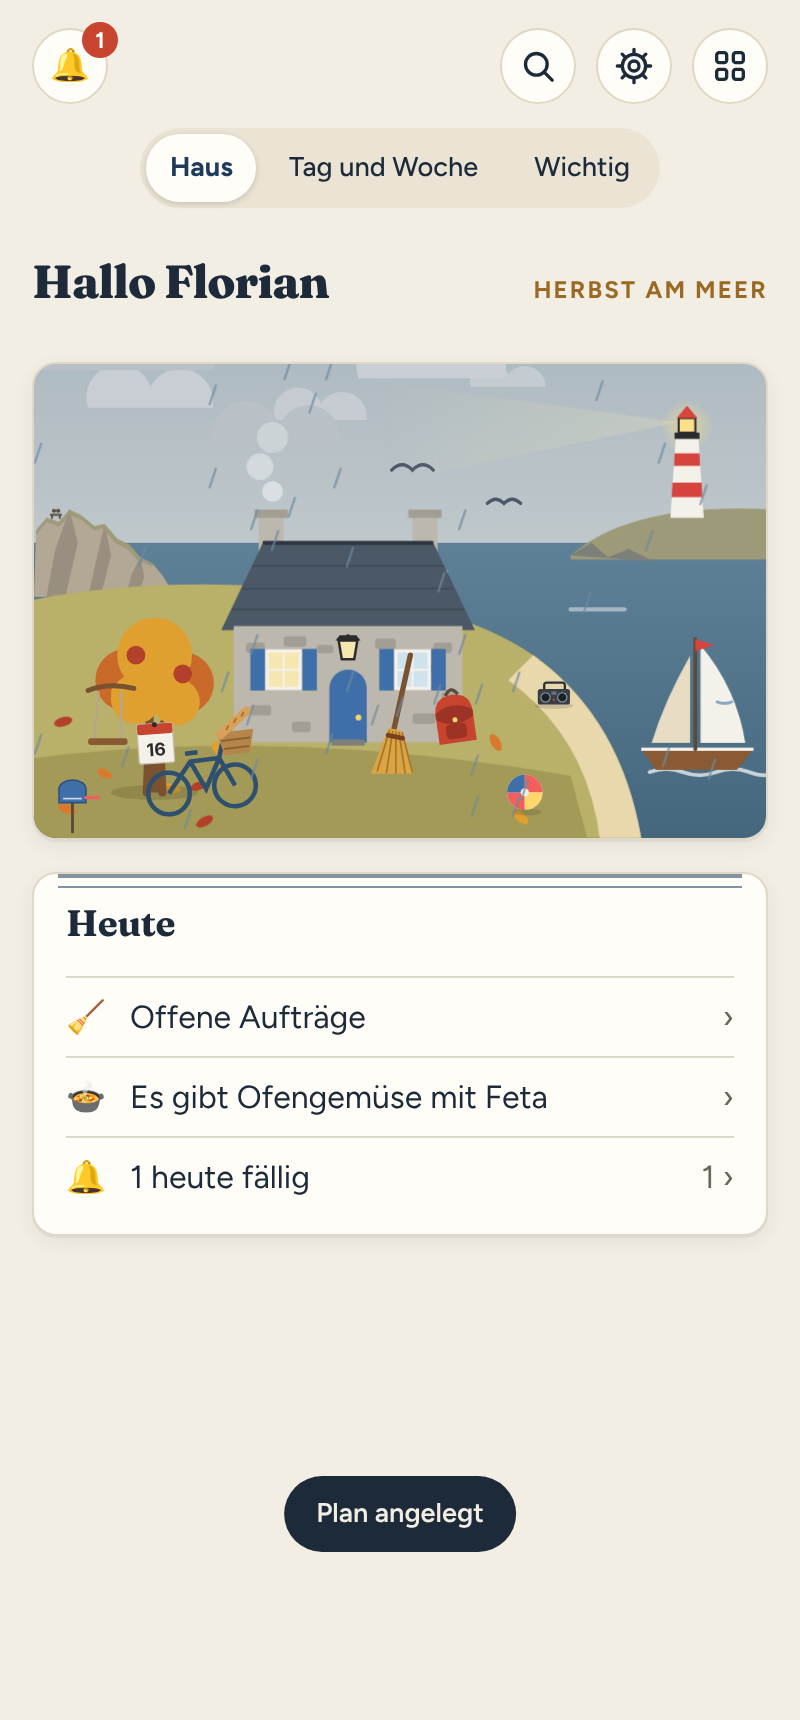 1
Haus
Tag und Woche
Wichtig
Hallo Florian
HERBST AM MEER
16
Heute
Offene Aufträge
Es gibt Ofengemüse mit Feta
1 heute fällig
1
Plan angelegt